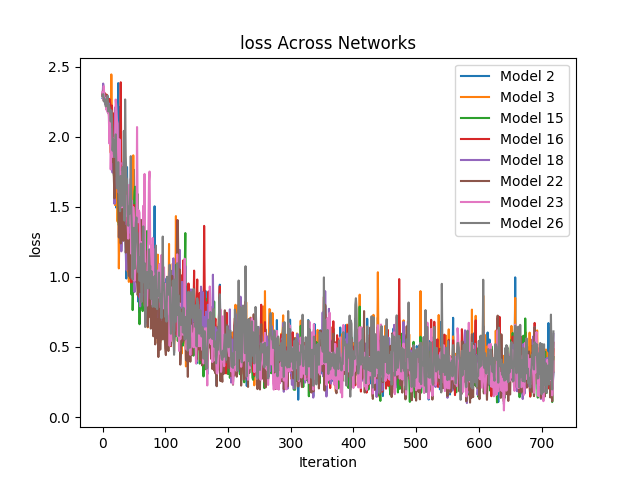 loss Across Networks
2.5
2.0
1.5
1.0
0.5
0.0
loss
0 100 200 300 400 500 600 700
Iteration
Model 2
Model 3
Model 15
Model 16
Model 18
Model 22
Model 23
Model 26